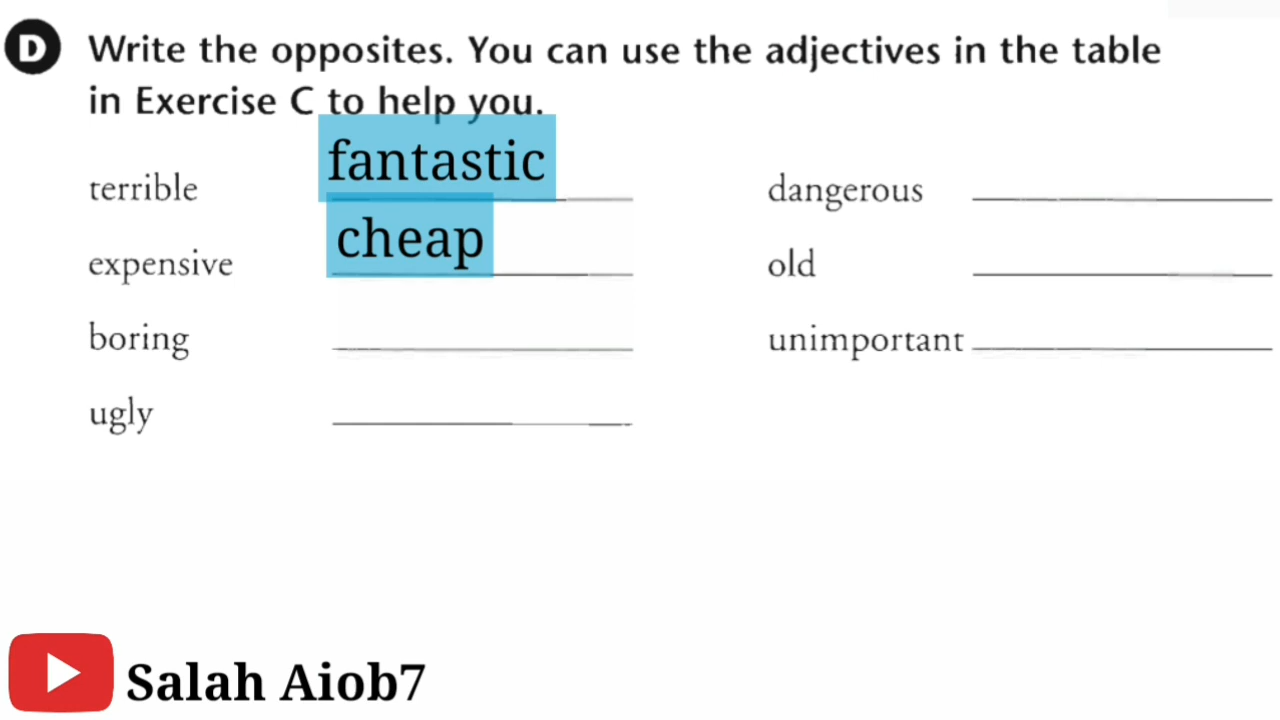 D Write the opposites. You can use the adjectives in the table
in Exercise C to help you.
terrible fantastic
expensive cheap
boring
ugly
dangerous
old
unimportant
Salah Aiob7